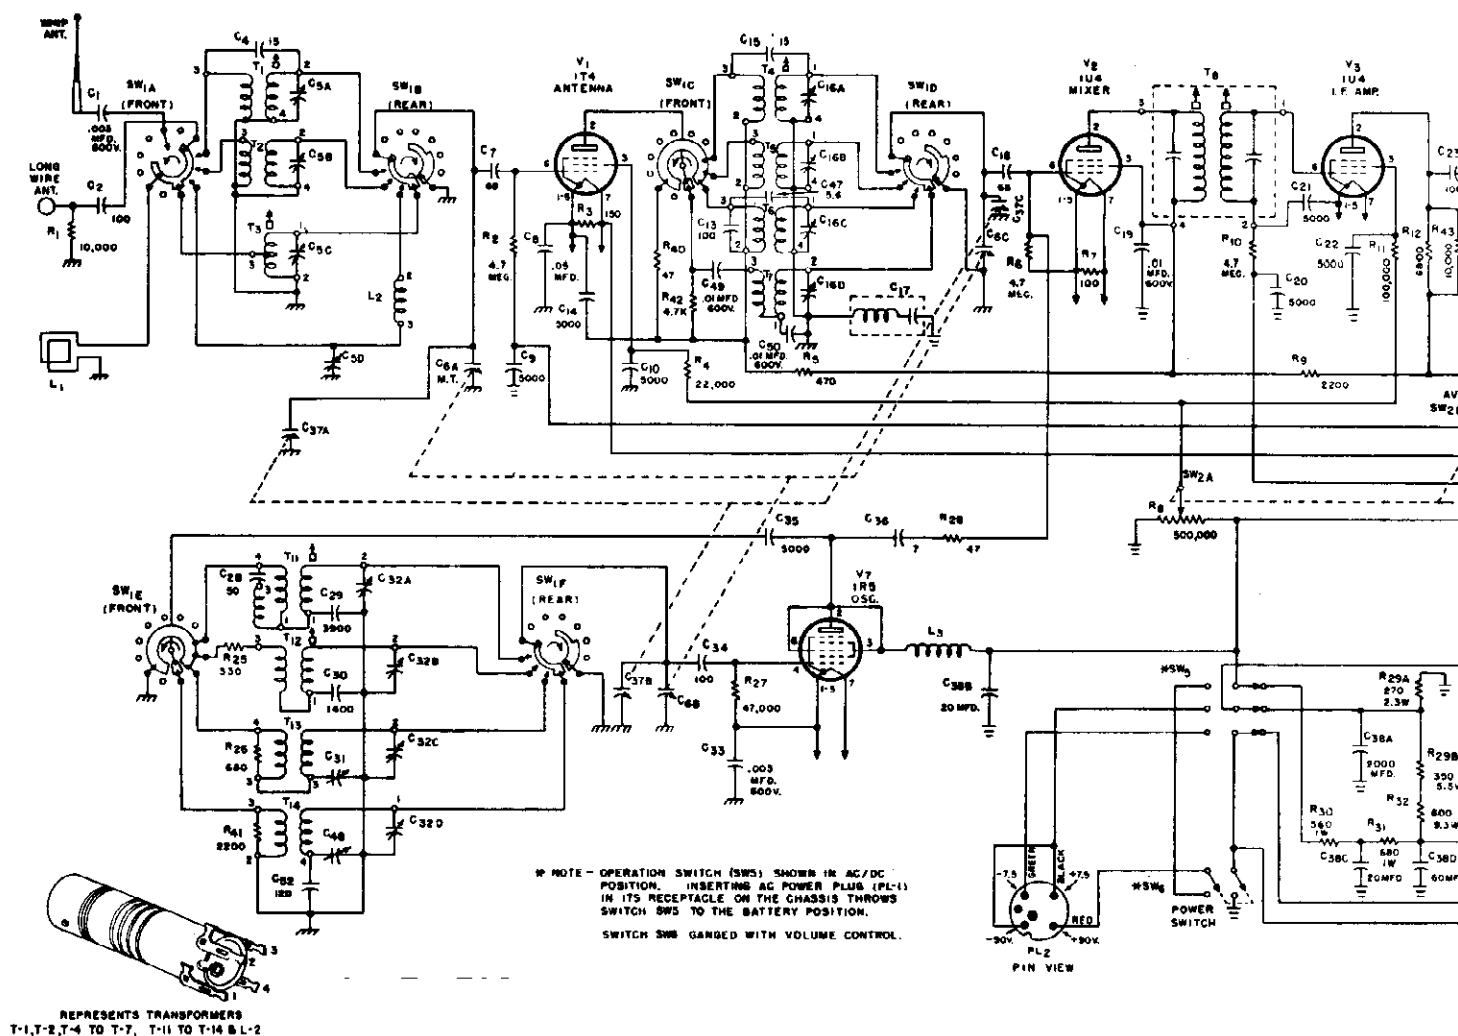 WHIP
ANT.
C1
.005
MFD.
600V.
SW1A
(FRONT)
C4
15
T1
C5A
SW1B
(REAR)
V1
1T4
ANTENNA
SW1C
(FRONT)
C15
15
T4
C16A
SW1D
(REAR)
V2
1U4
MIXER
T8
V3
1U4
I.F. AMP.
T2
C5B
C7
68
T5
C16B
C47
5.6
C18
68
C21
5000
C23
LONG
WIRE
ANT.
C2
100
R1
10,000
T3
C5C
R2
4.7
MEG.
R3
150
C8
.05
MFD.
C13
100
T6
C16C
C37C
C6C
R6
4.7
MEG.
R7
100
C19
.01
MFD.
600V.
R10
4.7
MEG.
C22
5000
R11
100,000
R12
6800
R43
10,000
L2
R40
47
C49
.01MFD
600V.
T7
C16D
C17
C20
5000
C14
5000
R42
4.7K
L1
C5D
C6A
M.T.
C9
5000
C10
5000
R4
22,000
C50
.01 MFD.
600V.
R5
470
R9
2200
AV
SW2
C37A
SW2A
R8
500,000
C35
5000
C36
7
R28
47
SW1E
(FRONT)
C28
50
T11
C29
3900
C32A
SW1F
(REAR)
V7
1R5
OSC.
R25
330
T12
C30
1400
C32B
C37B
C6B
C34
100
R27
47,000
L3
C38B
20 MFD.
R26
680
T13
C31
C32C
C33
.005
MFD.
600V.
R41
2200
T14
C48
C32D
C52
120
*SW5
R29A
270
2.3W
C38A
2000
MFD.
R29B
350
5.5W
R32
600
9.3W
R30
560
1W
R31
680
1W
C38C
20MFD
C38D
60MF
*SW6
POWER
SWITCH
GREEN
BLACK
RED
-7.5
+7.5
-90V.
+90V.
PL2
PIN VIEW
* NOTE - OPERATION SWITCH (SW5) SHOWN IN AC/DC
POSITION. INSERTING AC POWER PLUG (PL-1)
IN ITS RECEPTACLE ON THE CHASSIS THROWS
SWITCH SW5 TO THE BATTERY POSITION.
SWITCH SW6 GANGED WITH VOLUME CONTROL.
REPRESENTS TRANSFORMERS
T-1,T-2,T-4 TO T-7, T-11 TO T-14 & L-2